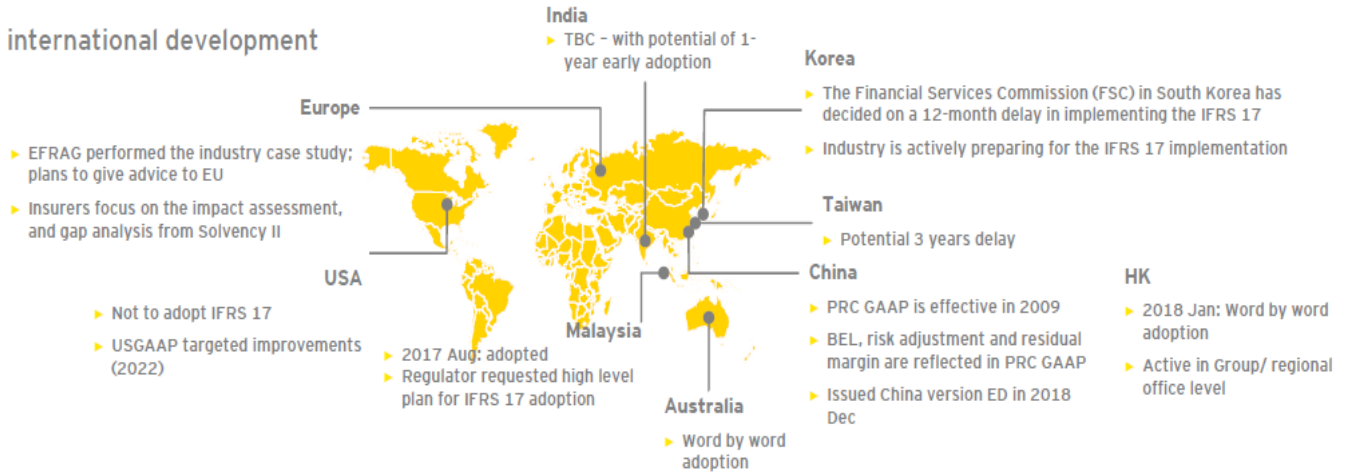 international development
India
► TBC – with potential of 1-
year early adoption
Korea
► The Financial Services Commission (FSC) in South Korea has
decided on a 12-month delay in implementing the IFRS 17
► Industry is actively preparing for the IFRS 17 implementation
Europe
► EFRAG performed the industry case study;
plans to give advice to EU
► Insurers focus on the impact assessment,
and gap analysis from Solvency II
Taiwan
► Potential 3 years delay
USA
► Not to adopt IFRS 17
► USGAAP targeted improvements
(2022)
Malaysia
► 2017 Aug: adopted
► Regulator requested high level
plan for IFRS 17 adoption
Australia
► Word by word
adoption
China
► PRC GAAP is effective in 2009
► BEL, risk adjustment and residual
margin are reflected in PRC GAAP
► Issued China version ED in 2018
Dec
HK
► 2018 Jan: Word by word
adoption
► Active in Group/ regional
office level